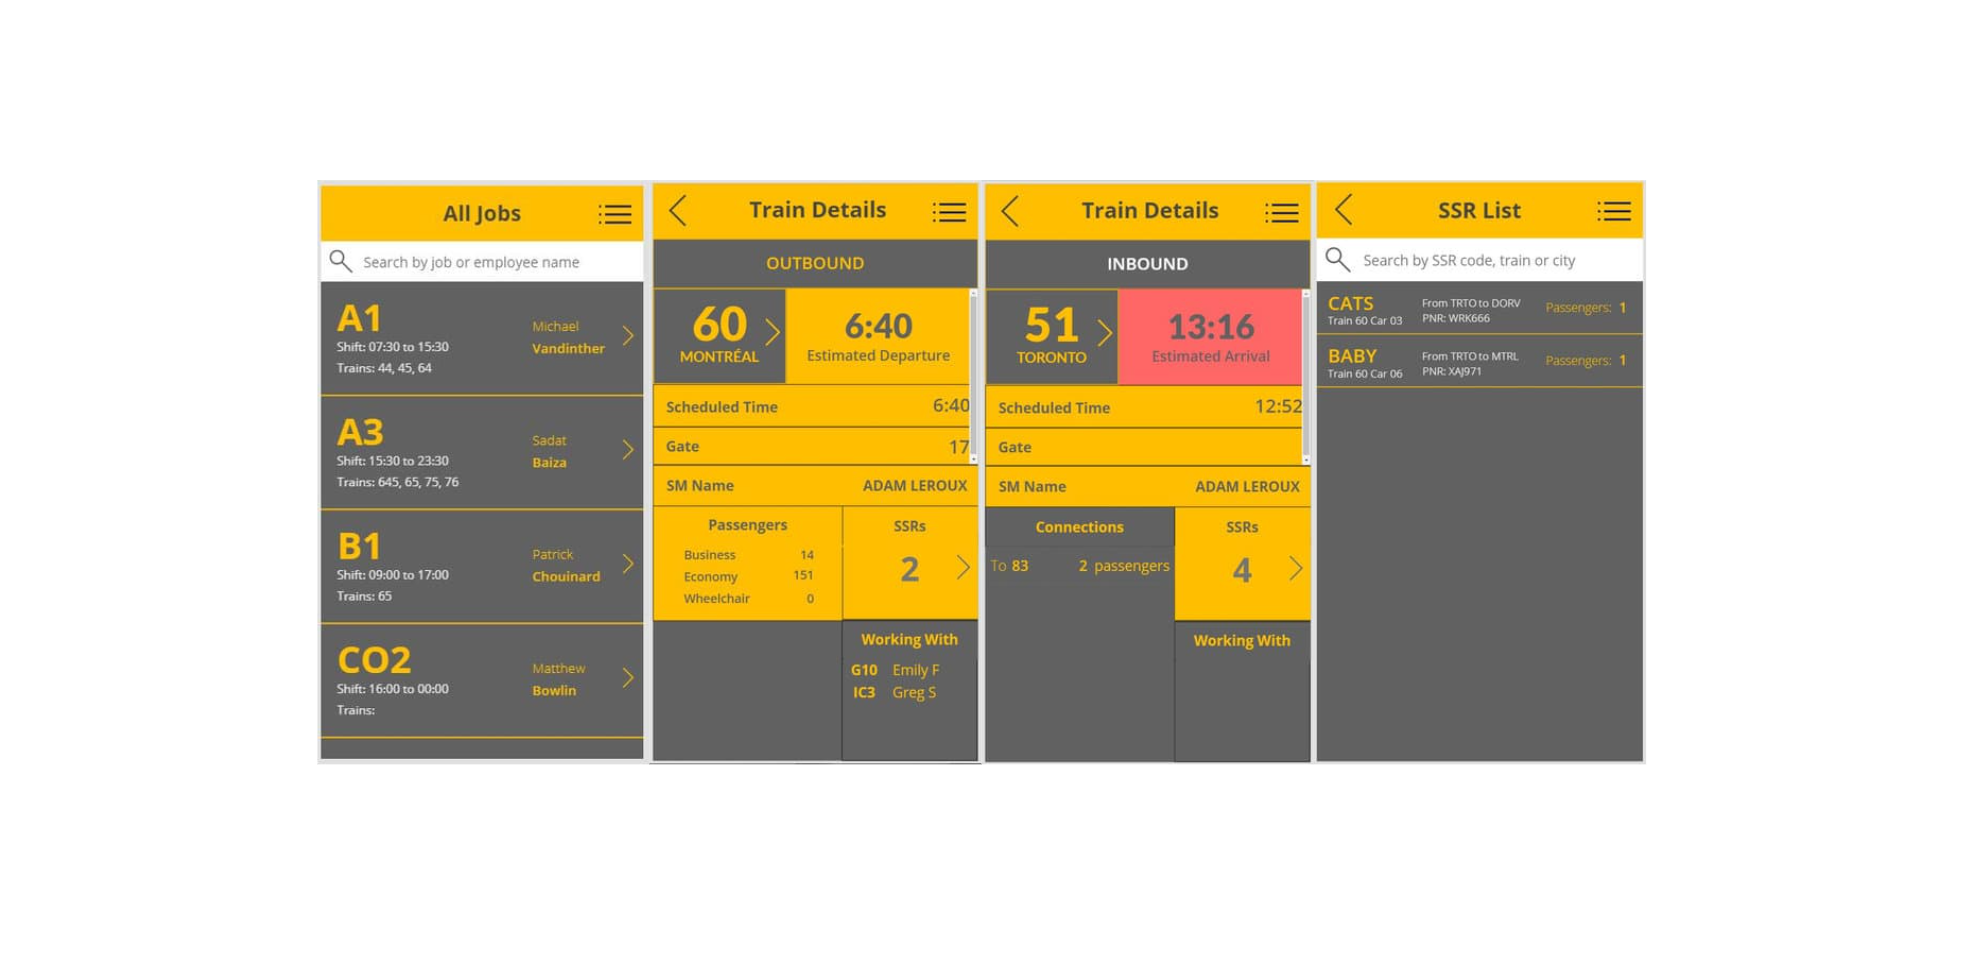 All Jobs
Search by job or employee name
A1
Shift: 07:30 to 15:30
Trains: 44, 45, 64
Michael
Vandinther
A3
Shift: 15:30 to 23:30
Trains: 645, 65, 75, 76
Sadat
Baiza
B1
Shift: 09:00 to 17:00
Trains: 65
Patrick
Chouinard
CO2
Shift: 16:00 to 00:00
Trains:
Matthew
Bowlin
Train Details
OUTBOUND
60
MONTRÉAL
6:40
Estimated Departure
Scheduled Time 6:40
Gate 17
SM Name ADAM LEROUX
Passengers
Business 14
Economy 151
Wheelchair 0
SSRs
2
Working With
G10 Emily F
IC3 Greg S
Train Details
INBOUND
51
TORONTO
13:16
Estimated Arrival
Scheduled Time 12:52
Gate
SM Name ADAM LEROUX
Connections
To 83 2 passengers
SSRs
4
Working With
SSR List
Search by SSR code, train or city
CATS
Train 60 Car 03
From TRTO to DORV
PNR: WRK666
Passengers: 1
BABY
Train 60 Car 06
From TRTO to MTRL
PNR: XAJ971
Passengers: 1